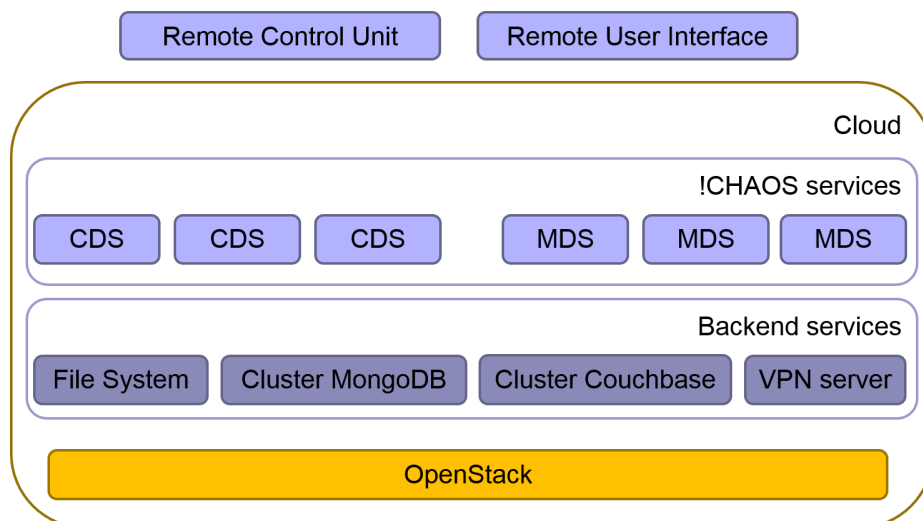 Remote Control Unit
Remote User Interface
Cloud
!CHAOS services
CDS
CDS
CDS
MDS
MDS
MDS
Backend services
File System
Cluster MongoDB
Cluster Couchbase
VPN server
OpenStack